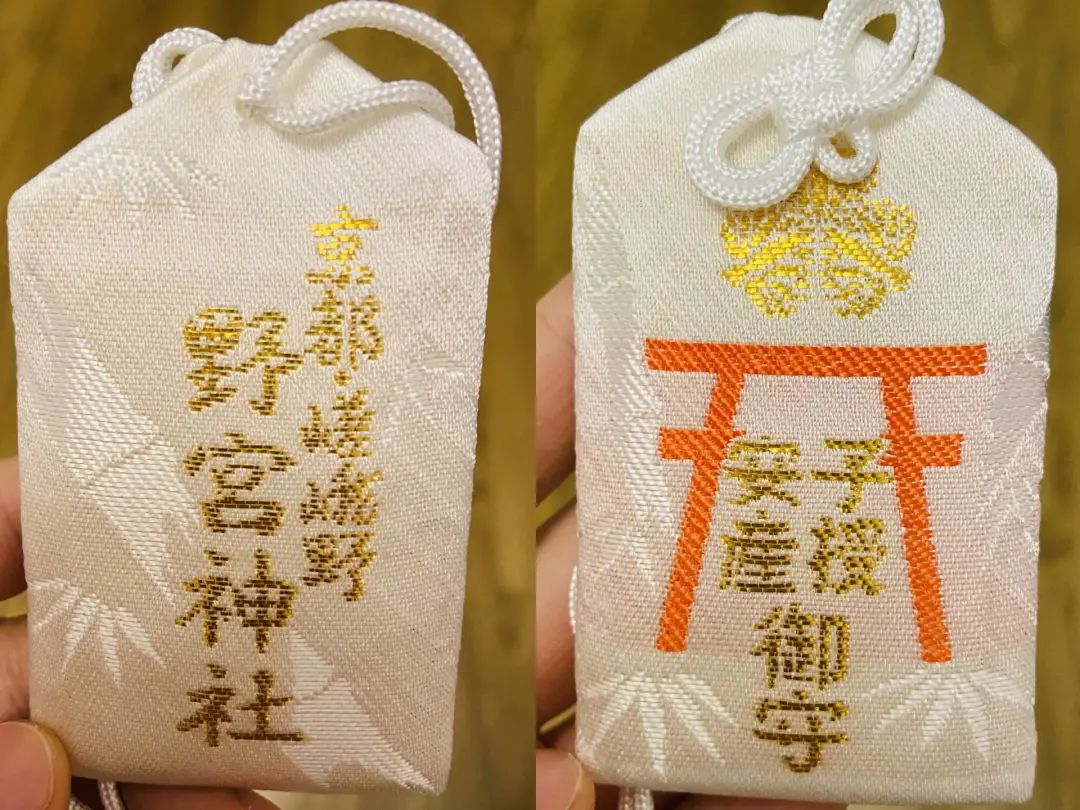 京都・嵯峨野
野宮神社
子授
安産
御守